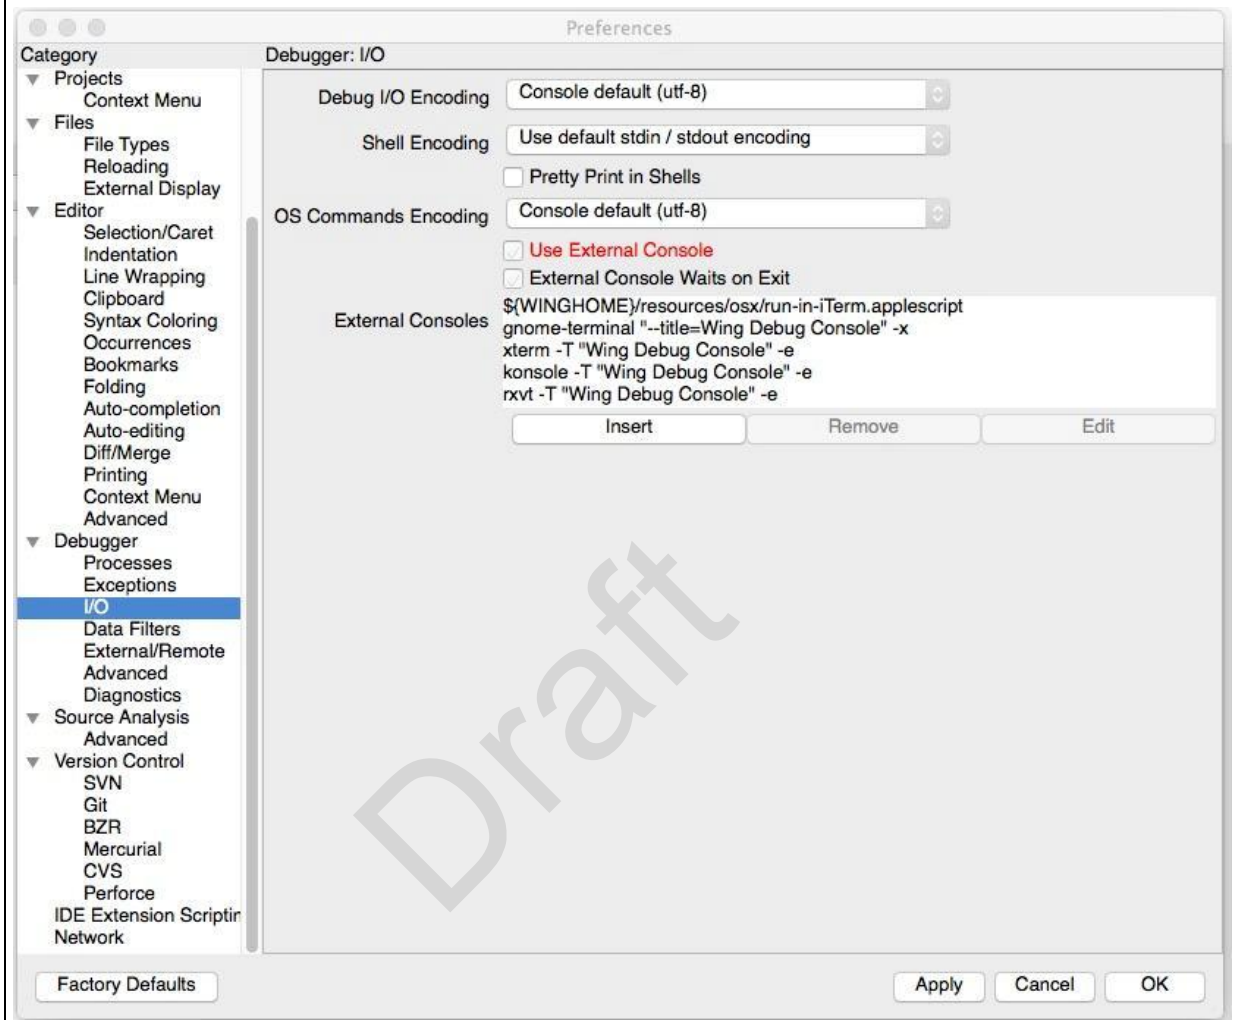 Preferences
Category
Debugger: I/O
Projects
Context Menu
Files
File Types
Reloading
External Display
Editor
Selection/Caret
Indentation
Line Wrapping
Clipboard
Syntax Coloring
Occurrences
Bookmarks
Folding
Auto-completion
Auto-editing
Diff/Merge
Printing
Context Menu
Advanced
Debugger
Processes
Exceptions
I/O
Data Filters
External/Remote
Advanced
Diagnostics
Source Analysis
Advanced
Version Control
SVN
Git
BZR
Mercurial
CVS
Perforce
IDE Extension Scriptin
Network
Debug I/O Encoding Console default (utf-8)
Shell Encoding Use default stdin / stdout encoding
Pretty Print in Shells
OS Commands Encoding Console default (utf-8)
Use External Console
External Console Waits on Exit
External Consoles
${WINGHOME}/resources/osx/run-in-iTerm.applescript
gnome-terminal "--title=Wing Debug Console" -x
xterm -T "Wing Debug Console" -e
konsole -T "Wing Debug Console" -e
rxvt -T "Wing Debug Console" -e
Insert Remove Edit
Draft
Factory Defaults Apply Cancel OK